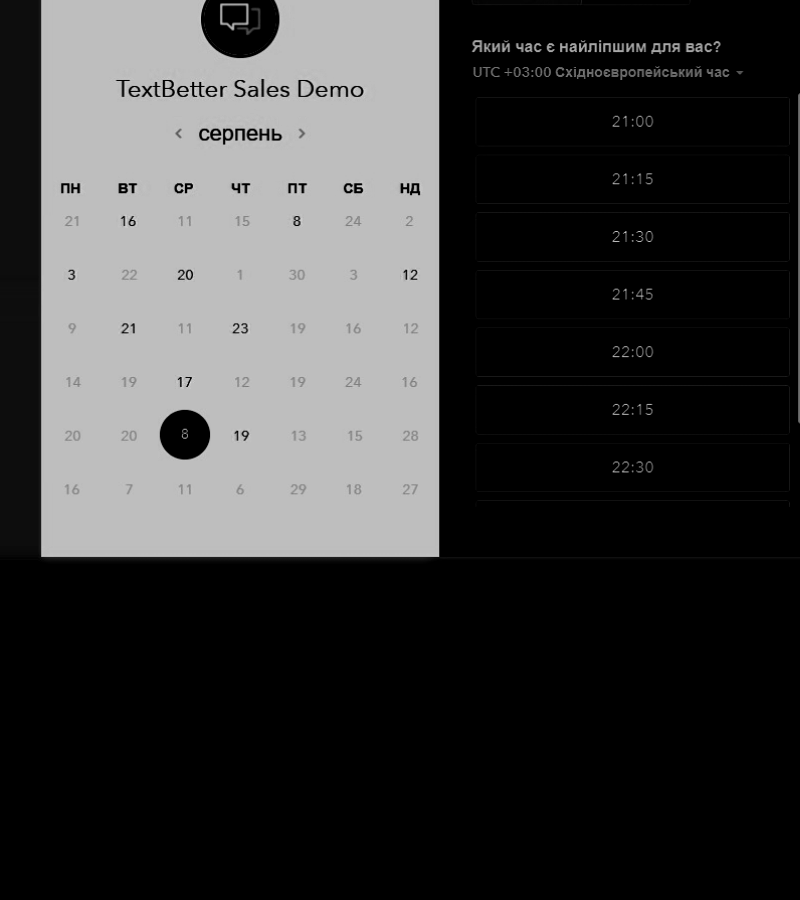 TextBetter Sales Demo
серпень
ПН ВТ СР ЧТ ПТ СБ НД
21 16 11 15 8 24 2
3 22 20 1 30 3 12
9 21 11 23 19 16 12
14 19 17 12 19 24 16
20 20 8 19 13 15 28
16 7 11 6 29 18 27
Який час є найліпшим для вас?
UTC +03:00 Східноєвропейський час
21:00
21:15
21:30
21:45
22:00
22:15
22:30